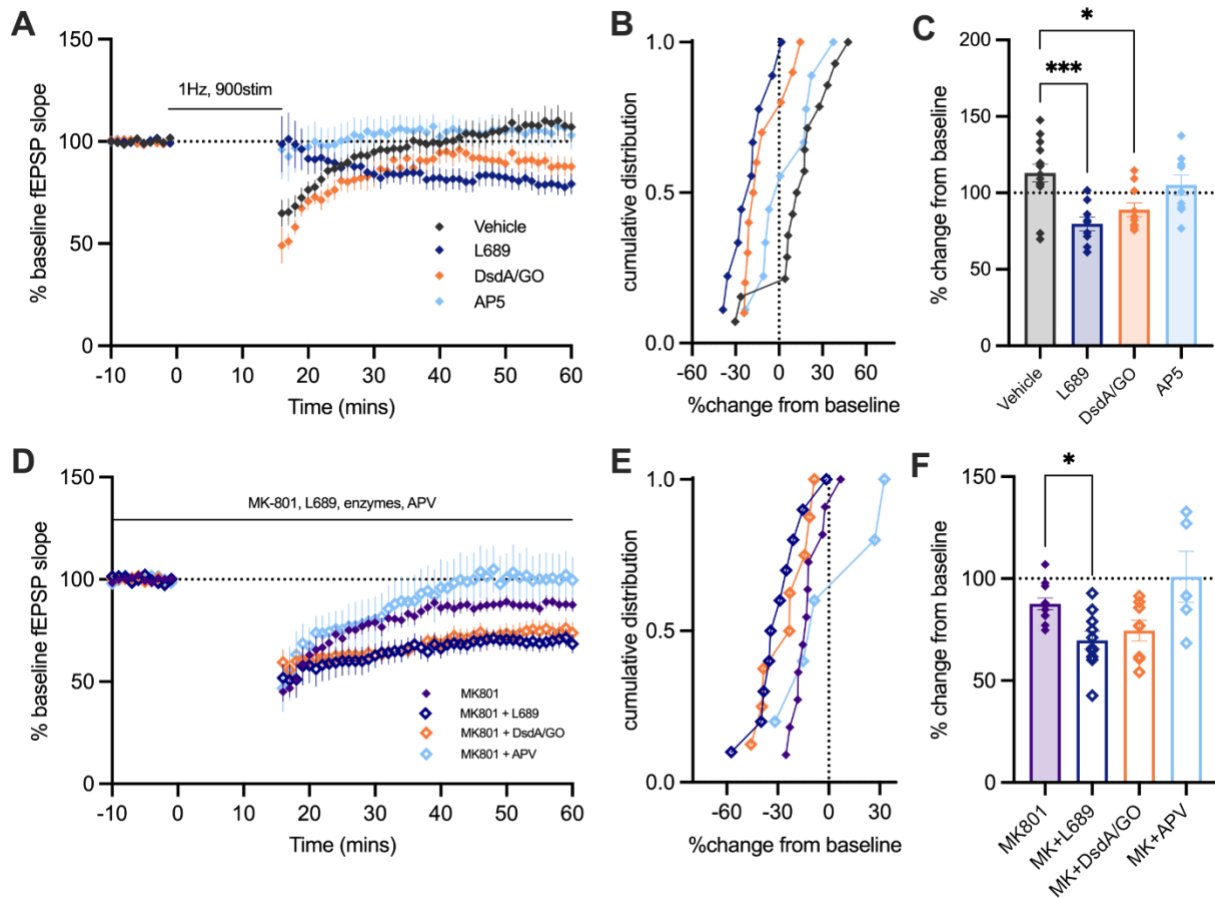 A
150
100
50
0
% baseline fEPSP slope
1Hz, 900stim
Vehicle
L689
DsdA/GO
AP5
-10 0 10 20 30 40 50 60
Time (mins)
B
1.0
0.5
0.0
cumulative distribution
-60 -30 0 30 60
%change from baseline
C
200
150
100
50
0
% change from baseline
*
***
Vehicle
L689
DsdA/GO
AP5
D
150
100
50
0
% baseline fEPSP slope
MK-801, L689, enzymes, APV
MK801
MK801 + L689
MK801 + DsdA/GO
MK801 + APV
-10 0 10 20 30 40 50 60
Time (mins)
E
1.0
0.5
0.0
cumulative distribution
-60 -30 0 30
%change from baseline
F
150
100
50
0
% change from baseline
*
MK801
MK+L689
MK+DsdA/GO
MK+APV